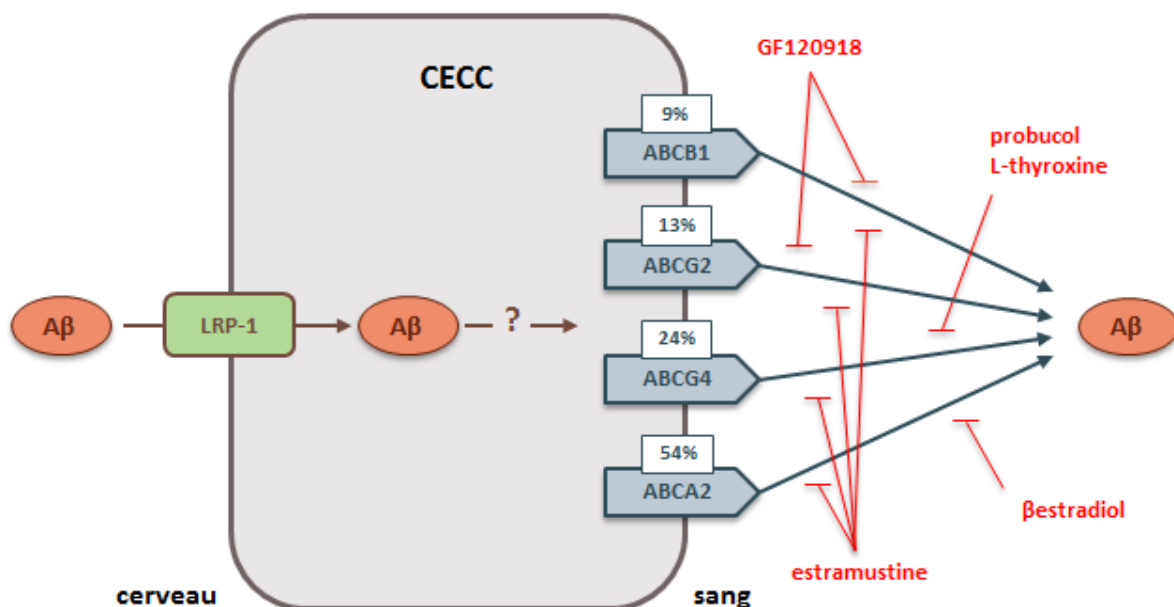 GF120918
CECC
9%
ABCB1
probucol
L-thyroxine
13%
ABCG2
Aβ
LRP-1
Aβ
?
Aβ
24%
ABCG4
54%
ABCA2
βestradiol
estramustine
cerveau
sang